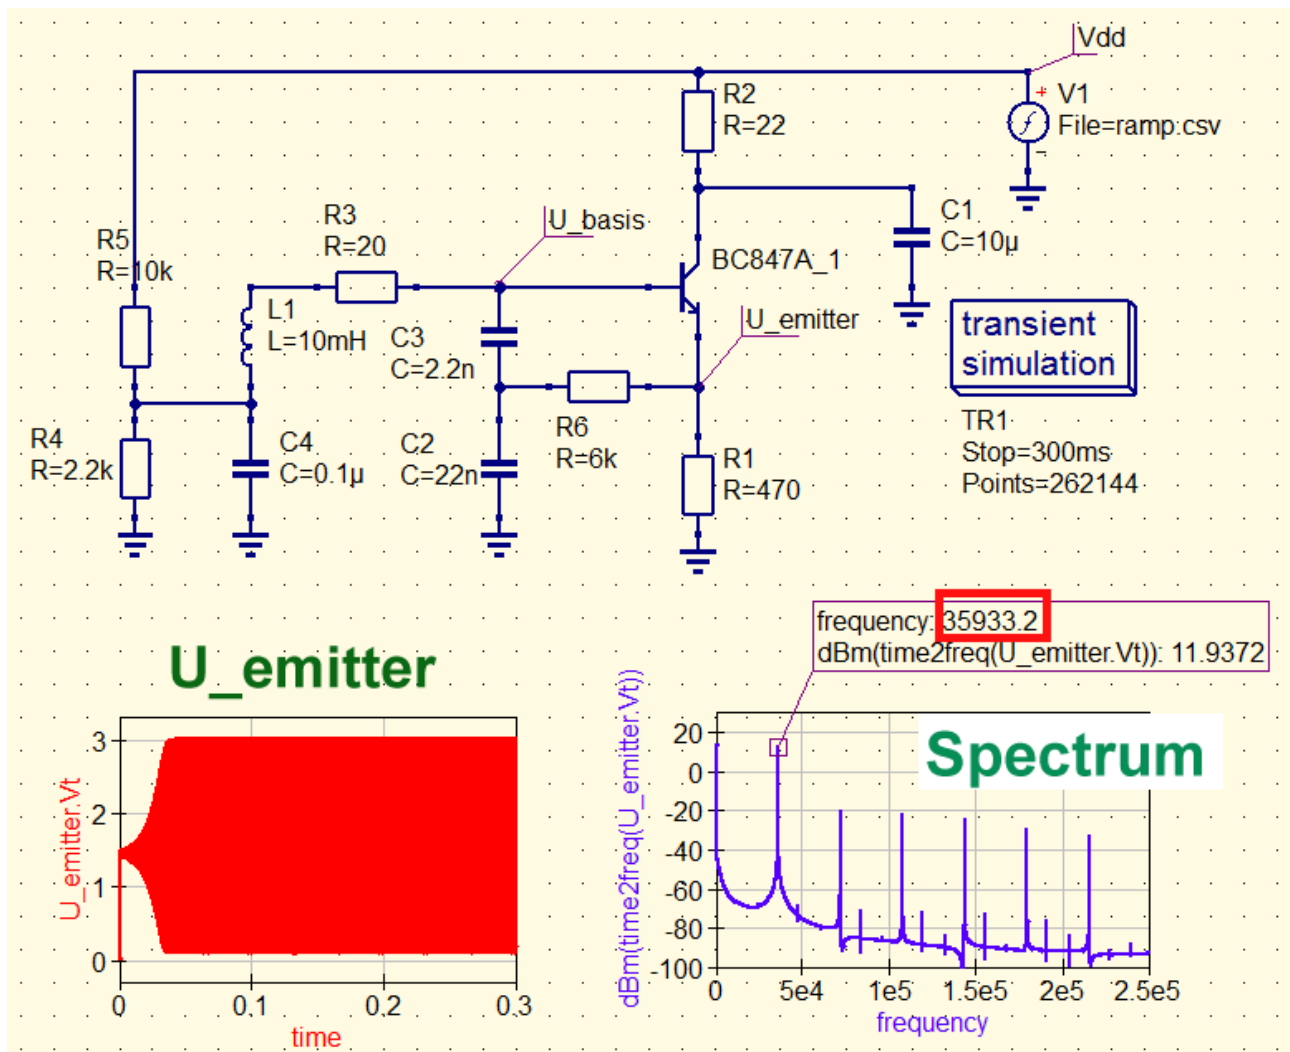 Vdd
R2
R=22
V1
File=ramp.csv
+
−
R5
R=10k
R3
R=20
U_basis
C1
C=10µ
BC847A_1
L1
L=10mH
C3
C=2.2n
U_emitter
transient
simulation
R4
R=2.2k
C4
C=0.1µ
C2
C=22n
R6
R=6k
R1
R=470
TR1
Stop=300ms
Points=262144
frequency: 35933.2
dBm(time2freq(U_emitter.Vt)): 11.9372
U_emitter
3
2
1
0
U_emitter.Vt
0 0.1 0.2 0.3
time
Spectrum
dBm(time2freq(U_emitter.Vt))
20
0
-20
-40
-60
-80
-100
0 5e4 1e5 1.5e5 2e5 2.5e5
frequency